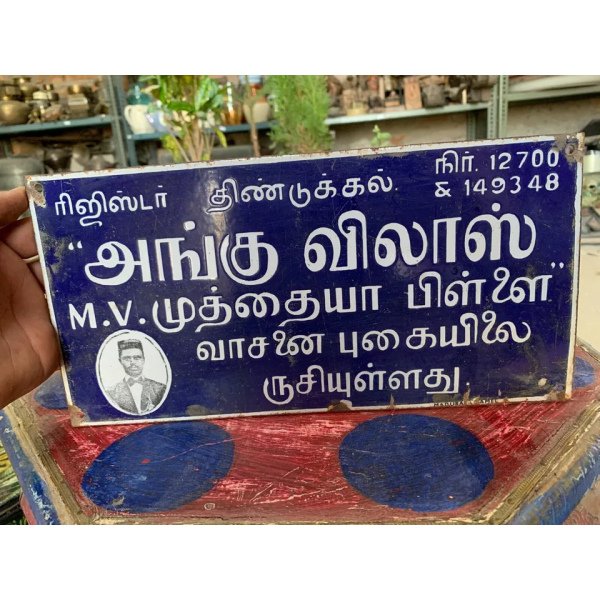 ரிஜிஸ்டர் திண்டுக்கல். நிர். 12700
& 149348
"அங்கு விலாஸ்
M.V. முத்தையா பிள்ளை"
வாசனை புகையிலை
ருசியுள்ளது.